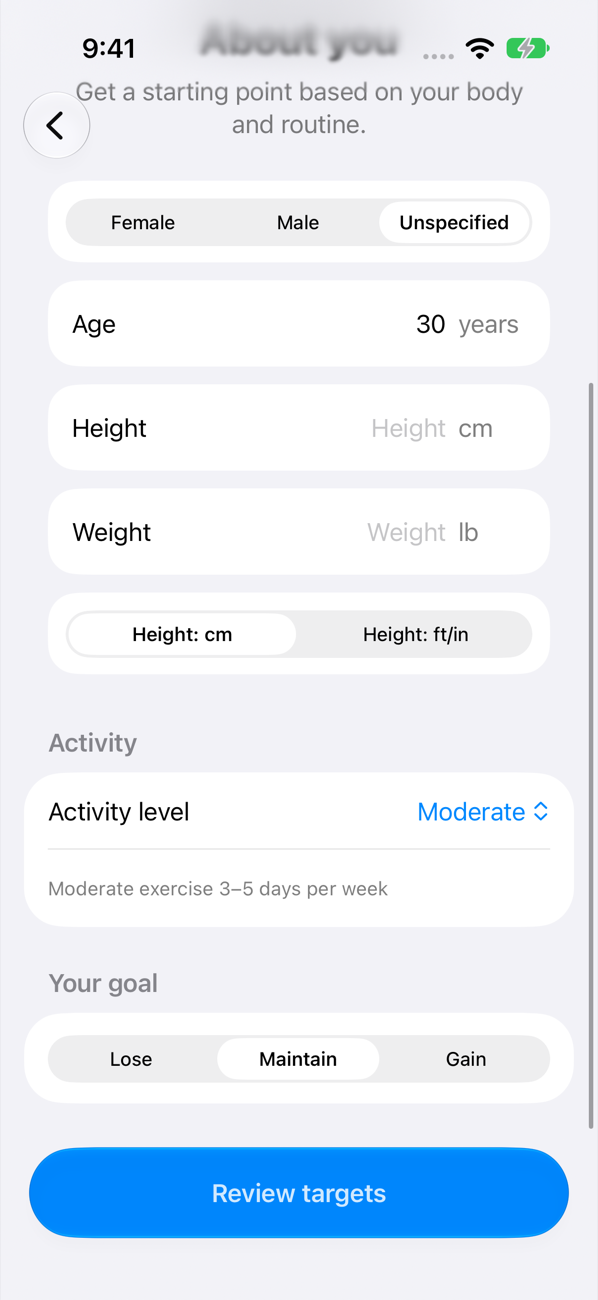 9:41
About you
Get a starting point based on your body
and routine.
Female Male Unspecified
Age 30 years
Height Height cm
Weight Weight lb
Height: cm Height: ft/in
Activity
Activity level Moderate
Moderate exercise 3–5 days per week
Your goal
Lose Maintain Gain
Review targets